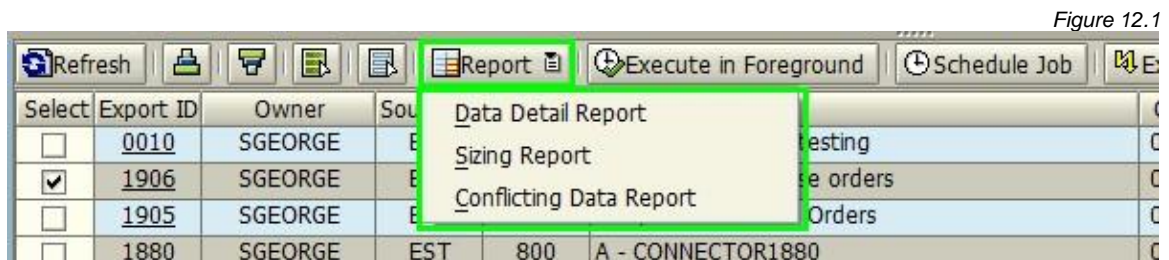 Figure 12.1
Refresh Report Execute in Foreground Schedule Job
Select Export ID Owner
Data Detail Report
0010 SGEORGE testing
Sizing Report
1906 SGEORGE orders
Conflicting Data Report
1905 SGEORGE Orders
1880 SGEORGE EST 800 A - CONNECTOR1880